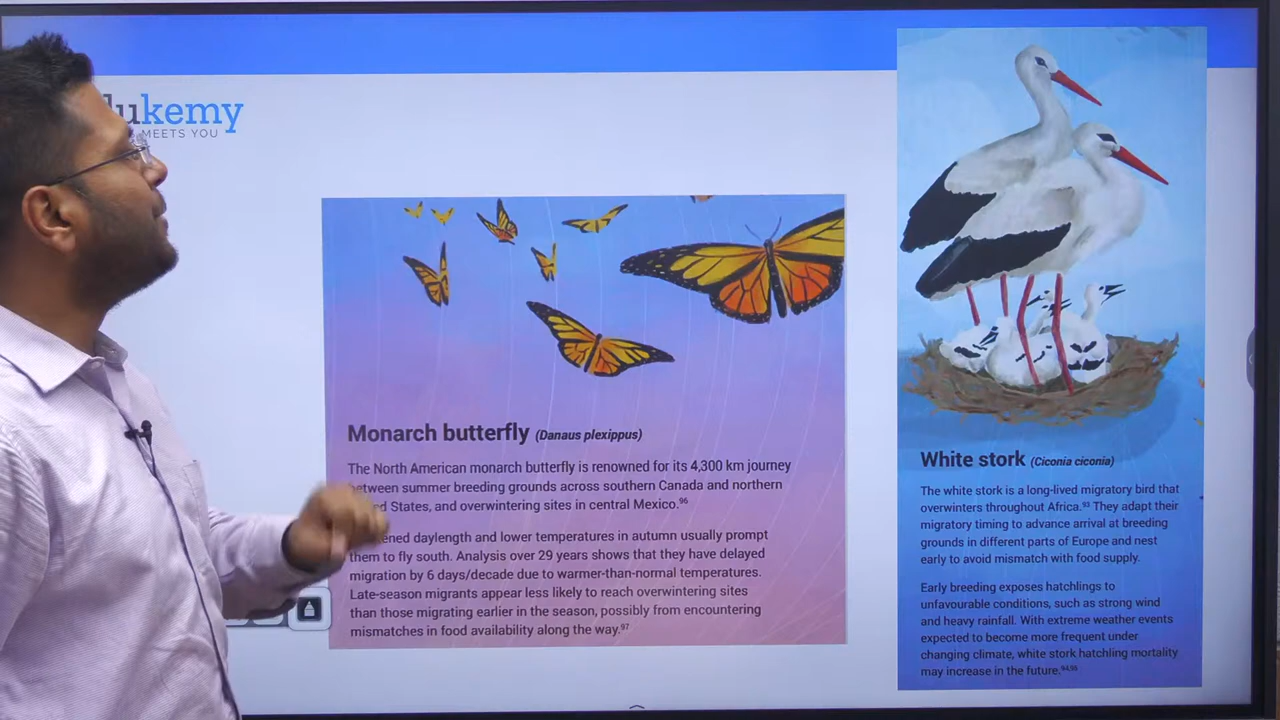 ukemy
MEETS YOU
Monarch butterfly (Danaus plexippus)
The North American monarch butterfly is renowned for its 4,300 km journey
between summer breeding grounds across southern Canada and northern
States, and overwintering sites in central Mexico.⁹⁶
daylength and lower temperatures in autumn usually prompt
them to fly south. Analysis over 29 years shows that they have delayed
migration by 6 days/decade due to warmer-than-normal temperatures.
Late-season migrants appear less likely to reach overwintering sites
than those migrating earlier in the season, possibly from encountering
mismatches in food availability along the way.⁹⁷
White stork (Ciconia ciconia)
The white stork is a long-lived migratory bird that
overwinters throughout Africa.⁹³ They adapt their
migratory timing to advance arrival at breeding
grounds in different parts of Europe and nest
early to avoid mismatch with food supply.
Early breeding exposes hatchlings to
unfavourable conditions, such as strong wind
and heavy rainfall. With extreme weather events
expected to become more frequent under
changing climate, white stork hatchling mortality
may increase in the future.⁹⁴,⁹⁵